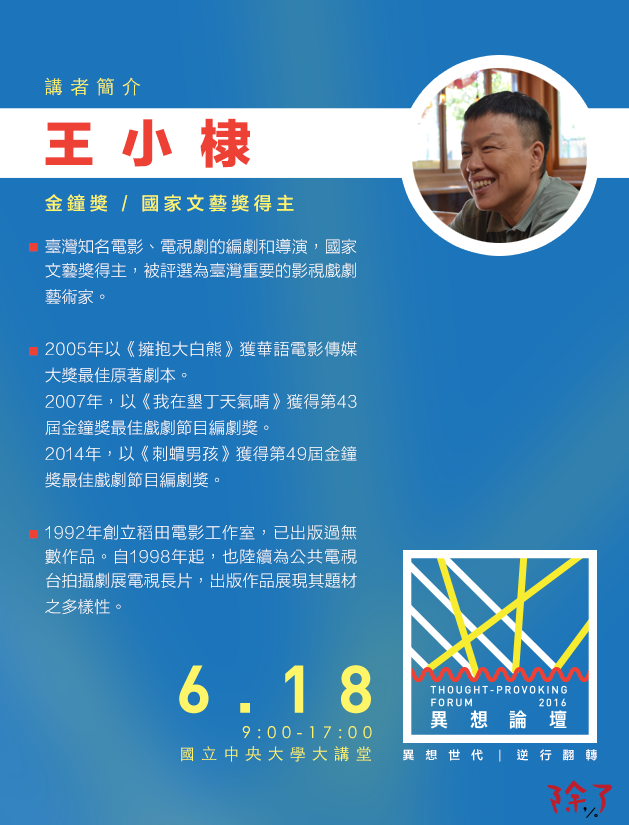 講者簡介
王小棣
金鐘獎 / 國家文藝獎得主
臺灣知名電影、電視劇的編劇和導演，國家
文藝獎得主，被評選為臺灣重要的影視戲劇
藝術家。
2005年以《擁抱大白熊》獲華語電影傳媒
大獎最佳原著劇本。
2007年，以《我在墾丁天氣晴》獲得第43
屆金鐘獎最佳戲劇節目編劇獎。
2014年，以《刺蝟男孩》獲得第49屆金鐘
獎最佳戲劇節目編劇獎。
1992年創立稻田電影工作室，已出版過無
數作品。自1998年起，也陸續為公共電視
台拍攝劇展電視長片，出版作品展現其題材
之多樣性。
6.18
9:00-17:00
國立中央大學大講堂
THOUGHT-PROVOKING
FORUM 2016
異想論壇
異想世代 | 逆行翻轉
除了